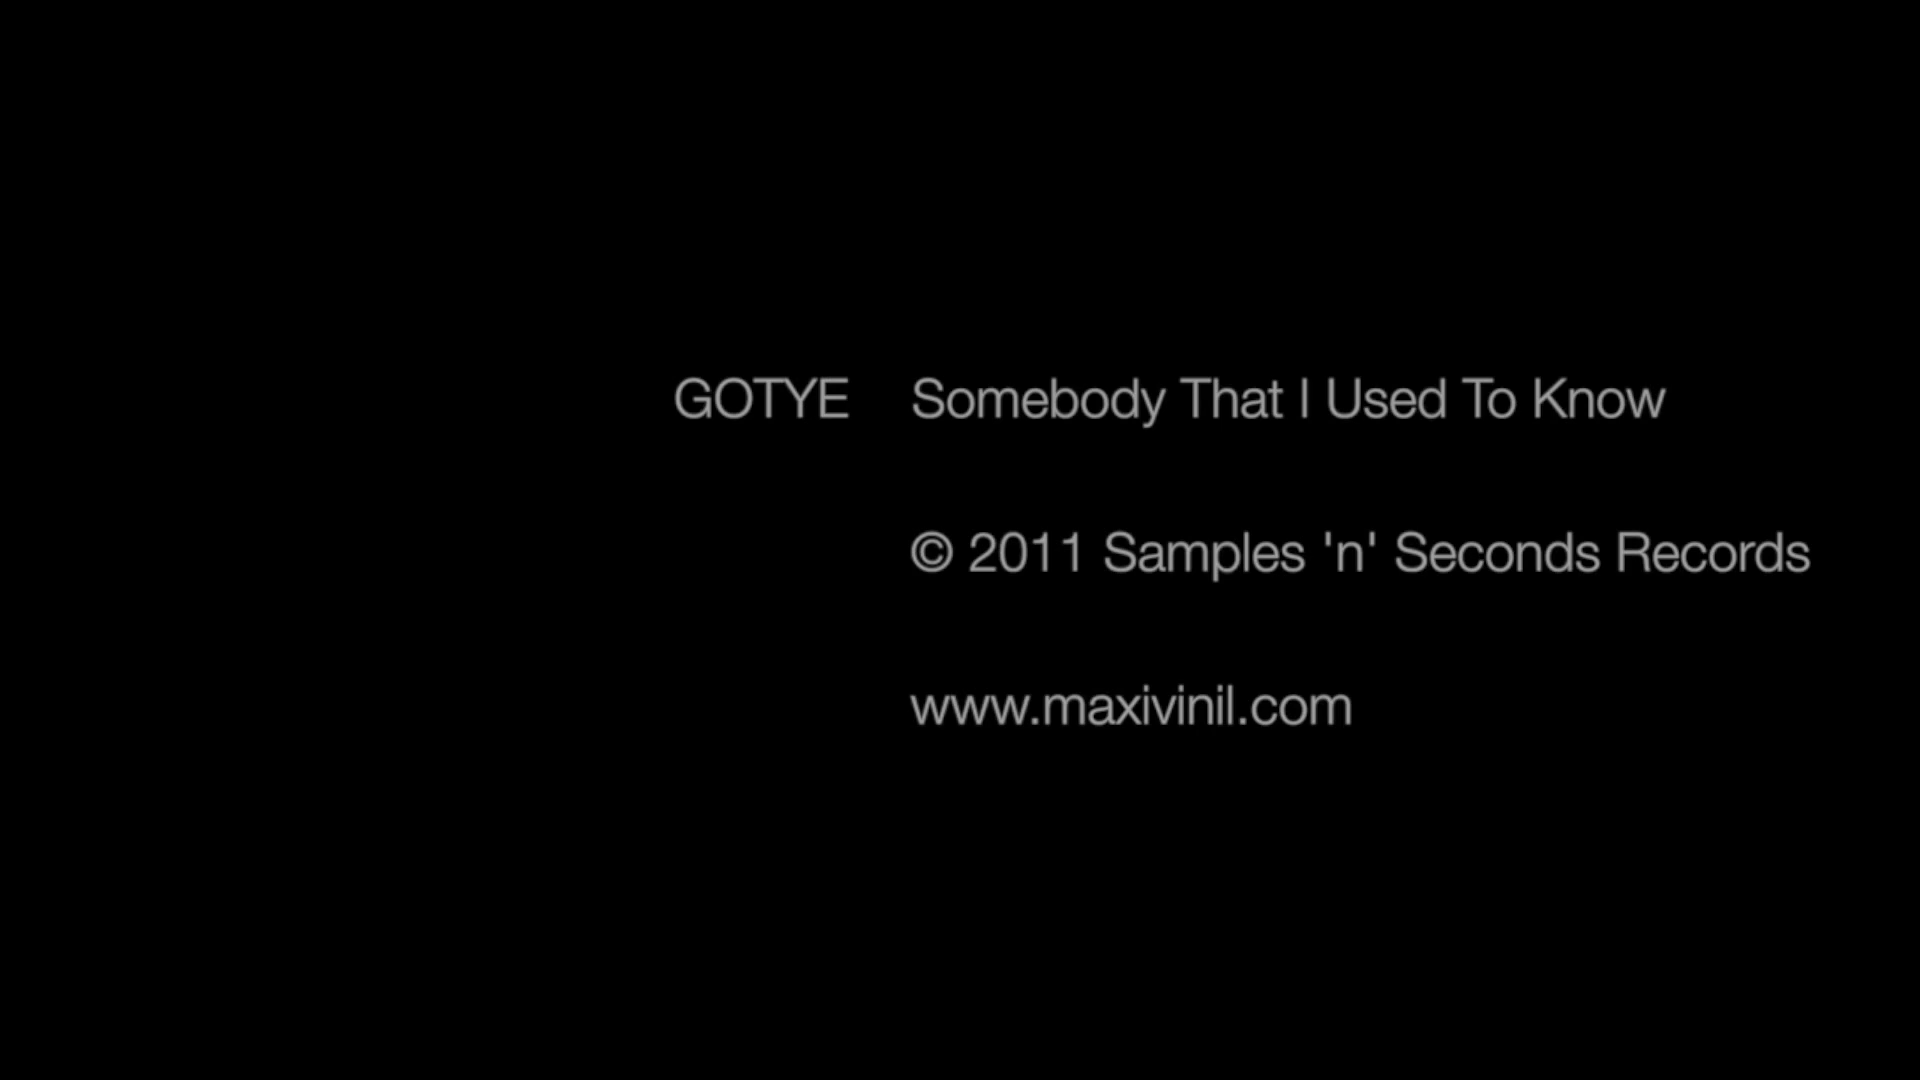 GOTYE Somebody That I Used To Know
© 2011 Samples 'n' Seconds Records
www.maxivinil.com